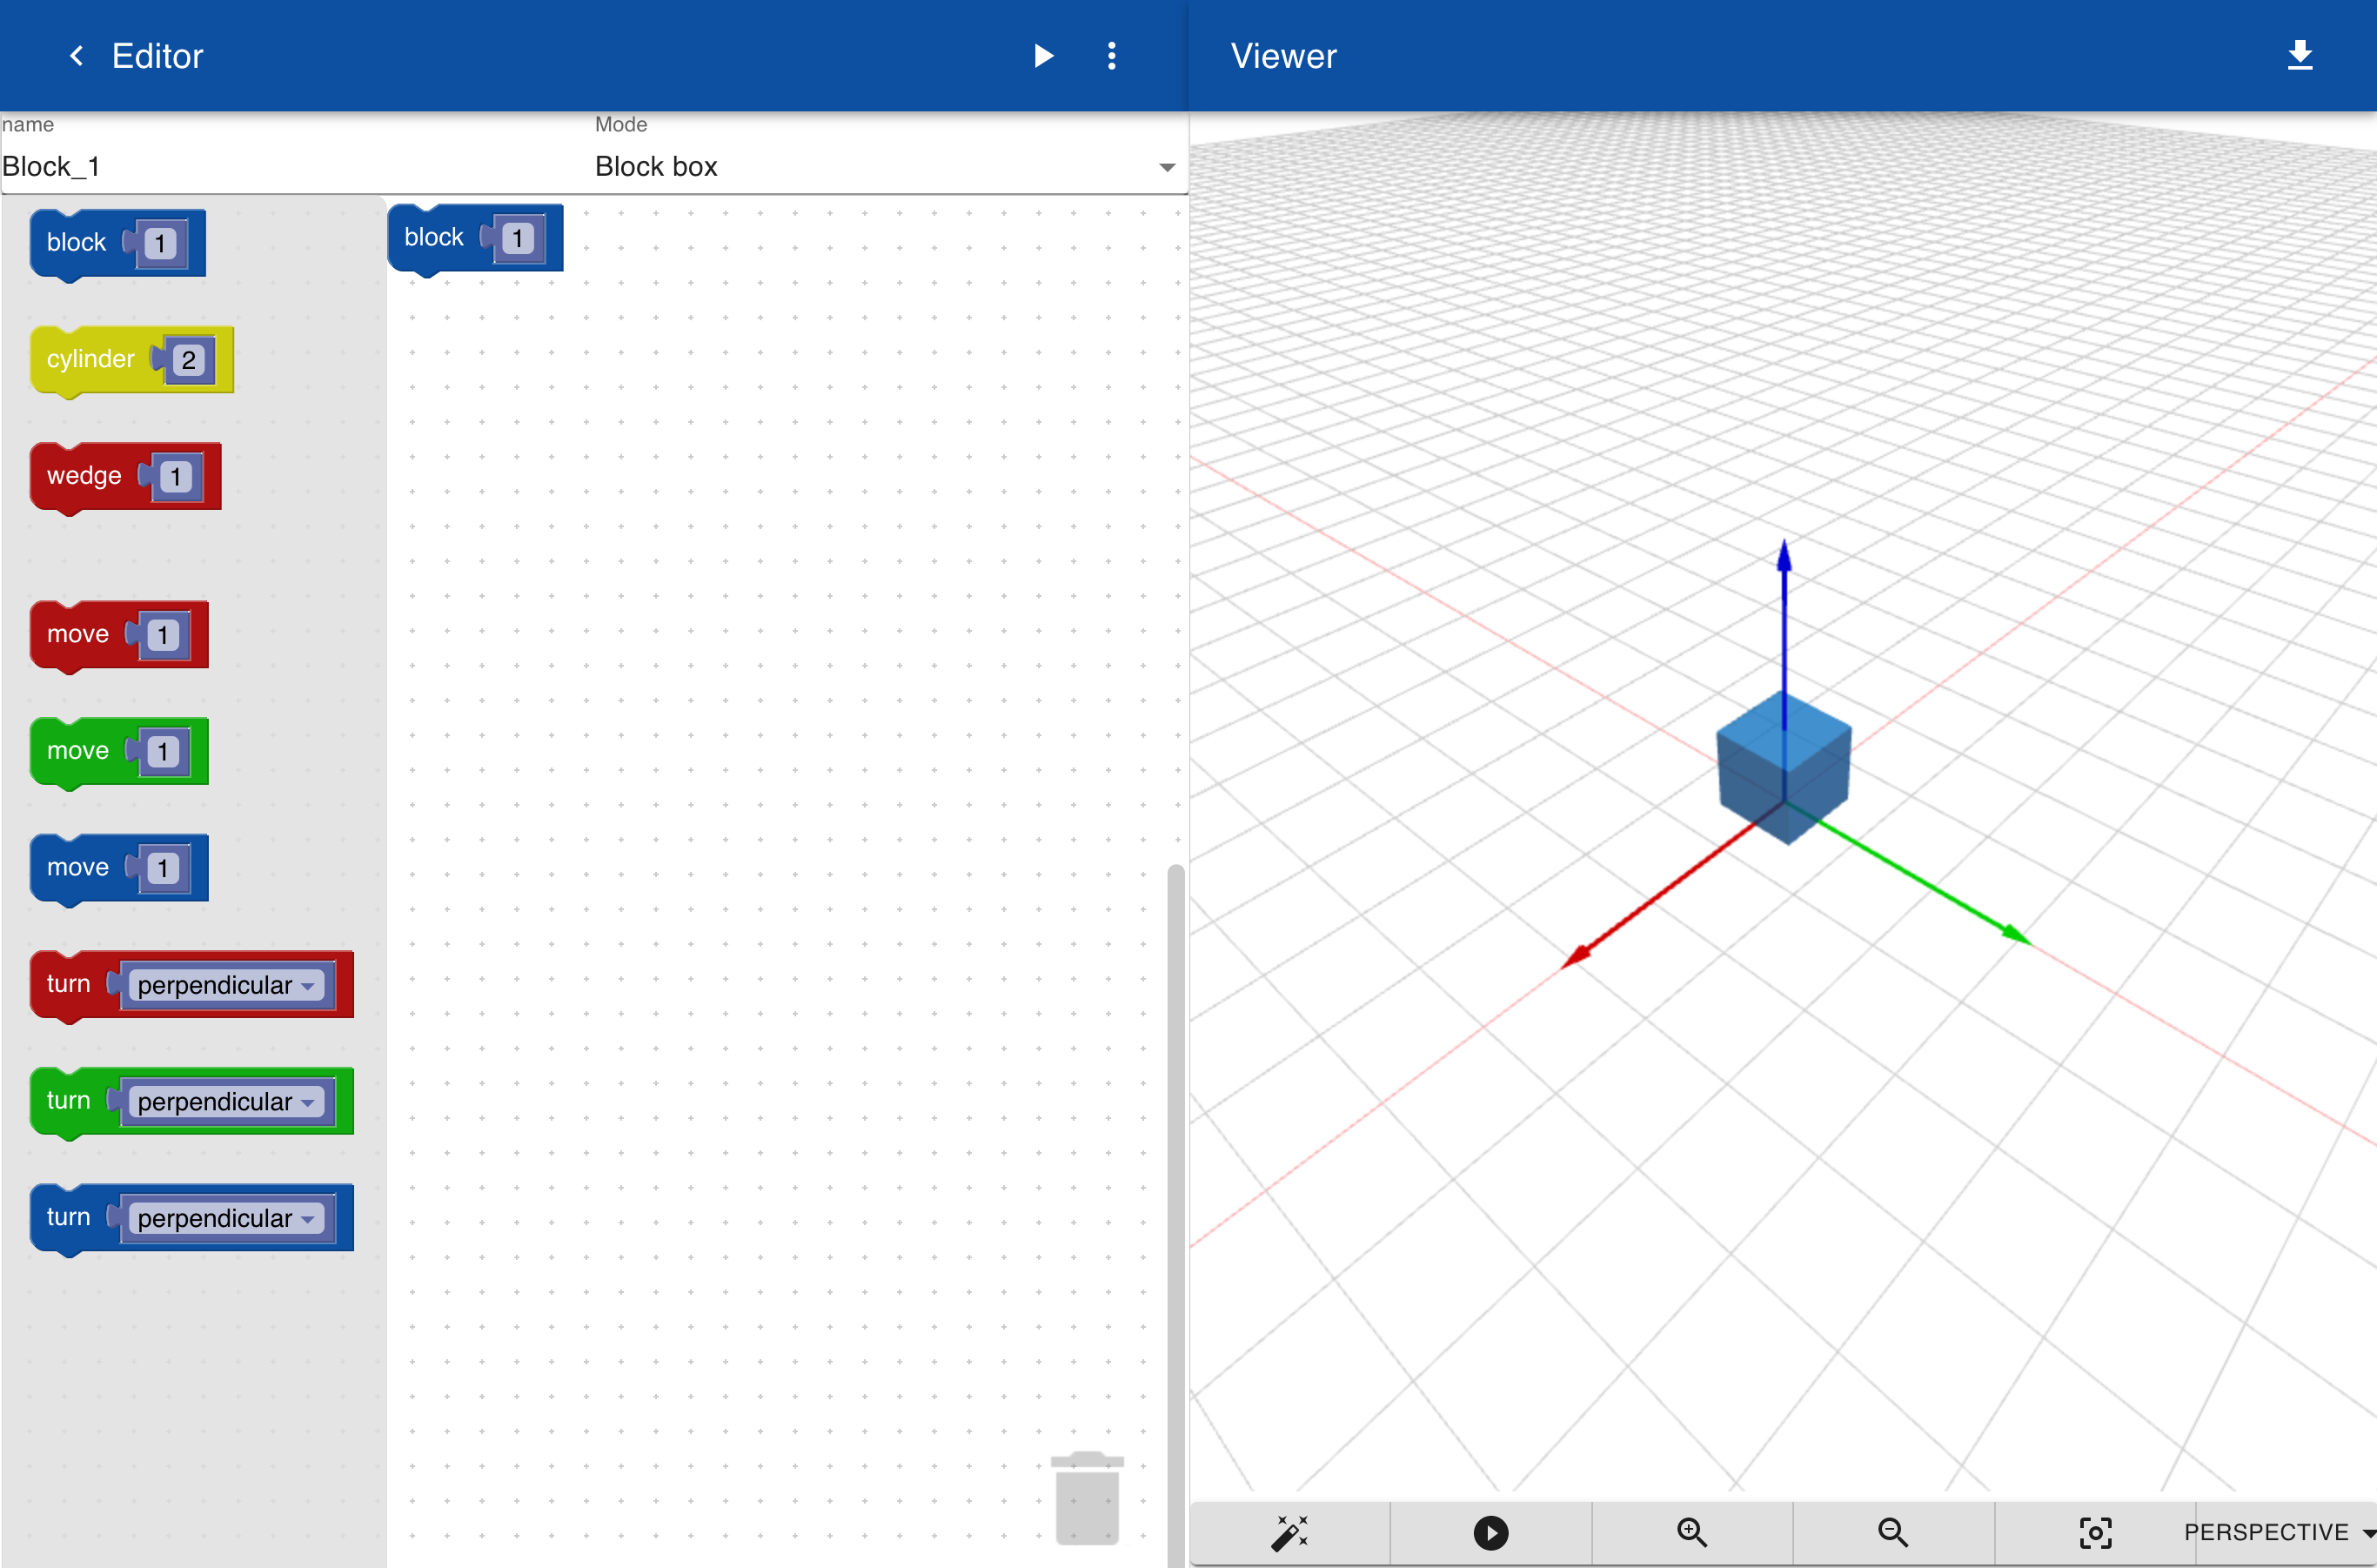 Editor
Viewer
name
Mode
Block_1
Block box
block 1
block 1
cylinder 2
wedge 1
move 1
move 1
move 1
turn perpendicular
turn perpendicular
turn perpendicular
PERSPECTIVE